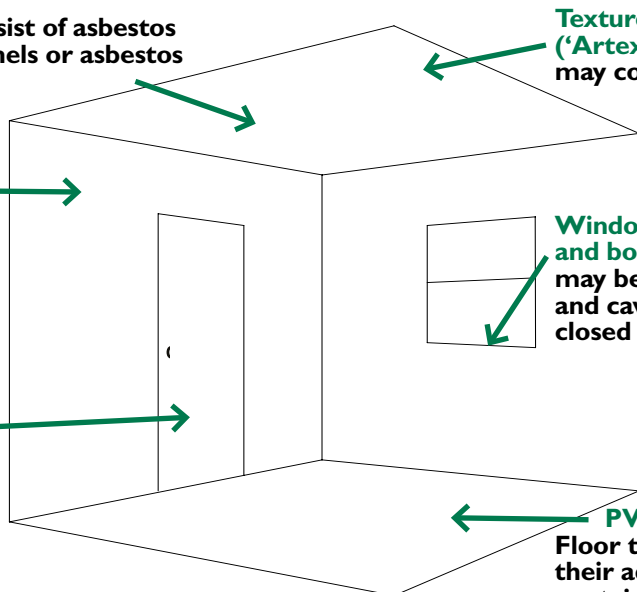 sist of asbestos
nels or asbestos
Texture
('Artex
may co
Windo
and bo
may be
and cav
closed
PV
Floor t
their a